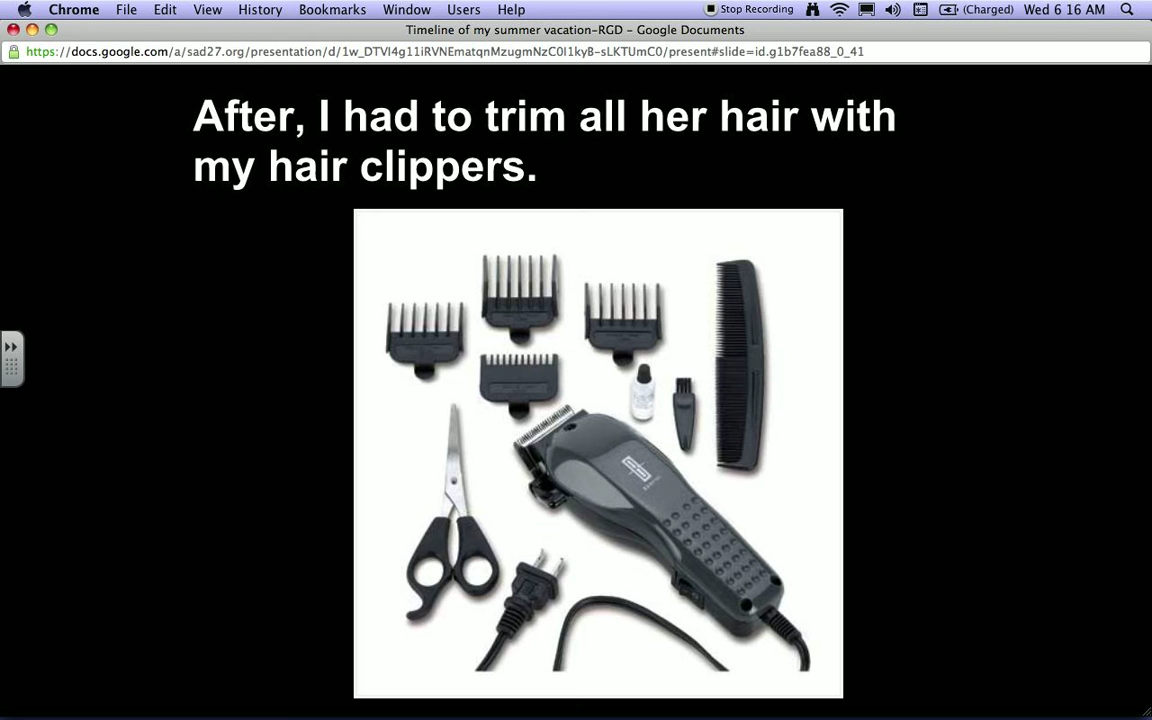 Chrome File Edit View History Bookmarks Window Users Help Stop Recording (Charged) Wed 6 16 AM
Timeline of my summer vacation-RGD – Google Documents
https://docs.google.com/a/sad27.org/presentation/d/1w_DTVI4g11iRVNEmatqnMzugmNzC0l1kyB-sLKTUmC0/present#slide=id.g1b7fea88_0_41
After, I had to trim all her hair with
my hair clippers.